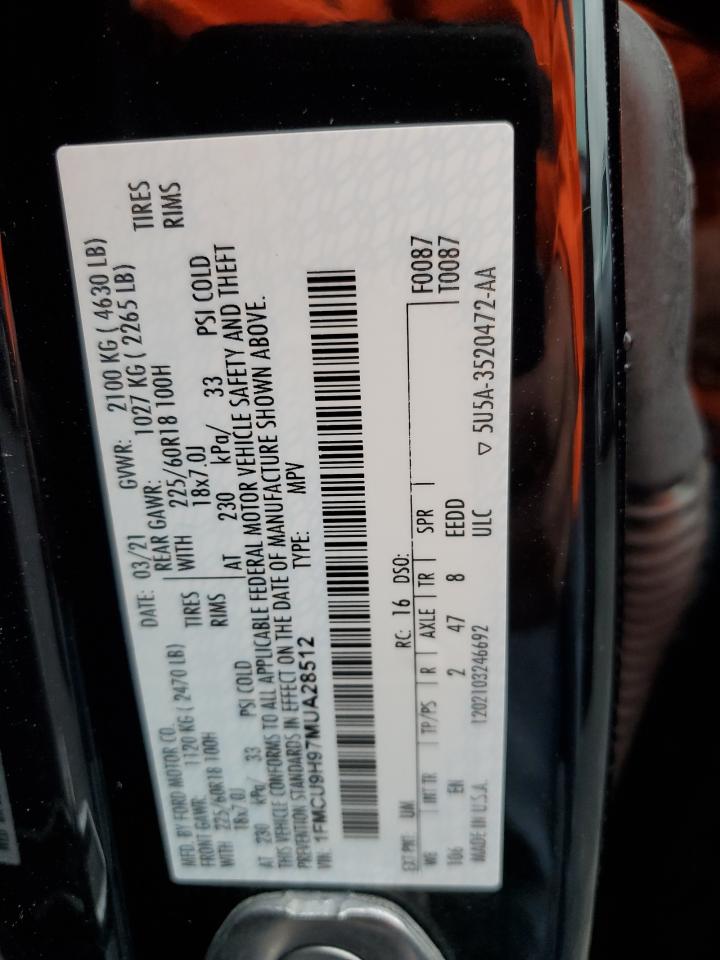 MFD. BY FORD MOTOR CO.
DATE: 03/21 GVWR: 2100 KG ( 4630 LB)
FRONT GAWR: 1120 KG ( 2470 LB) REAR GAWR: 1027 KG ( 2265 LB)
WITH 225/60R18 100H TIRES WITH 225/60R18 100H TIRES
18x7.0J RIMS 18x7.0J RIMS
AT 230 kPa/ 33 PSI COLD AT 230 kPa/ 33 PSI COLD
THIS VEHICLE CONFORMS TO ALL APPLICABLE FEDERAL MOTOR VEHICLE SAFETY AND THEFT
PREVENTION STANDARDS IN EFFECT ON THE DATE OF MANUFACTURE SHOWN ABOVE.
VIN: 1FMCU9H97MUA28512 TYPE: MPV
EXT PNT: UM RC: 16 DSO:
WB INT TR TP/PS R AXLE TR SPR F0087
106 EN 2 47 8 EEDD T0087
MADE IN U.S.A. 1202103246692 ULC ▽ 5U5A-3520472-AA